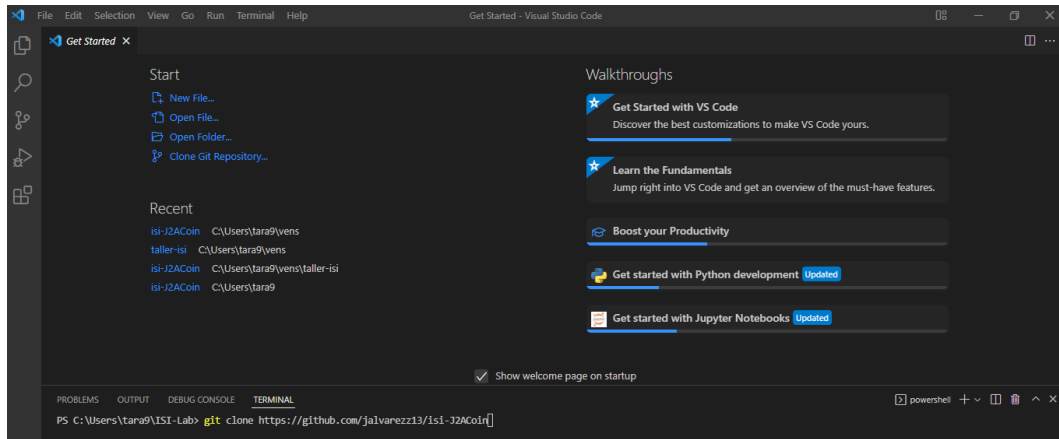 File Edit Selection View Go Run Terminal Help Get Started - Visual Studio Code
Get Started
Start
New File...
Open File...
Open Folder...
Clone Git Repository...
Recent
isi-J2ACoin C:\Users\tara9\vens
taller-isi C:\Users\tara9\vens
isi-J2ACoin C:\Users\tara9\vens\taller-isi
isi-J2ACoin C:\Users\tara9
Walkthroughs
Get Started with VS Code
Discover the best customizations to make VS Code yours.
Learn the Fundamentals
Jump right into VS Code and get an overview of the must-have features.
Boost your Productivity
Get started with Python development Updated
Get started with Jupyter Notebooks Updated
Show welcome page on startup
PROBLEMS OUTPUT DEBUG CONSOLE TERMINAL powershell
PS C:\Users\tara9\ISI-Lab> git clone https://github.com/jalvarezz13/isi-J2ACoin